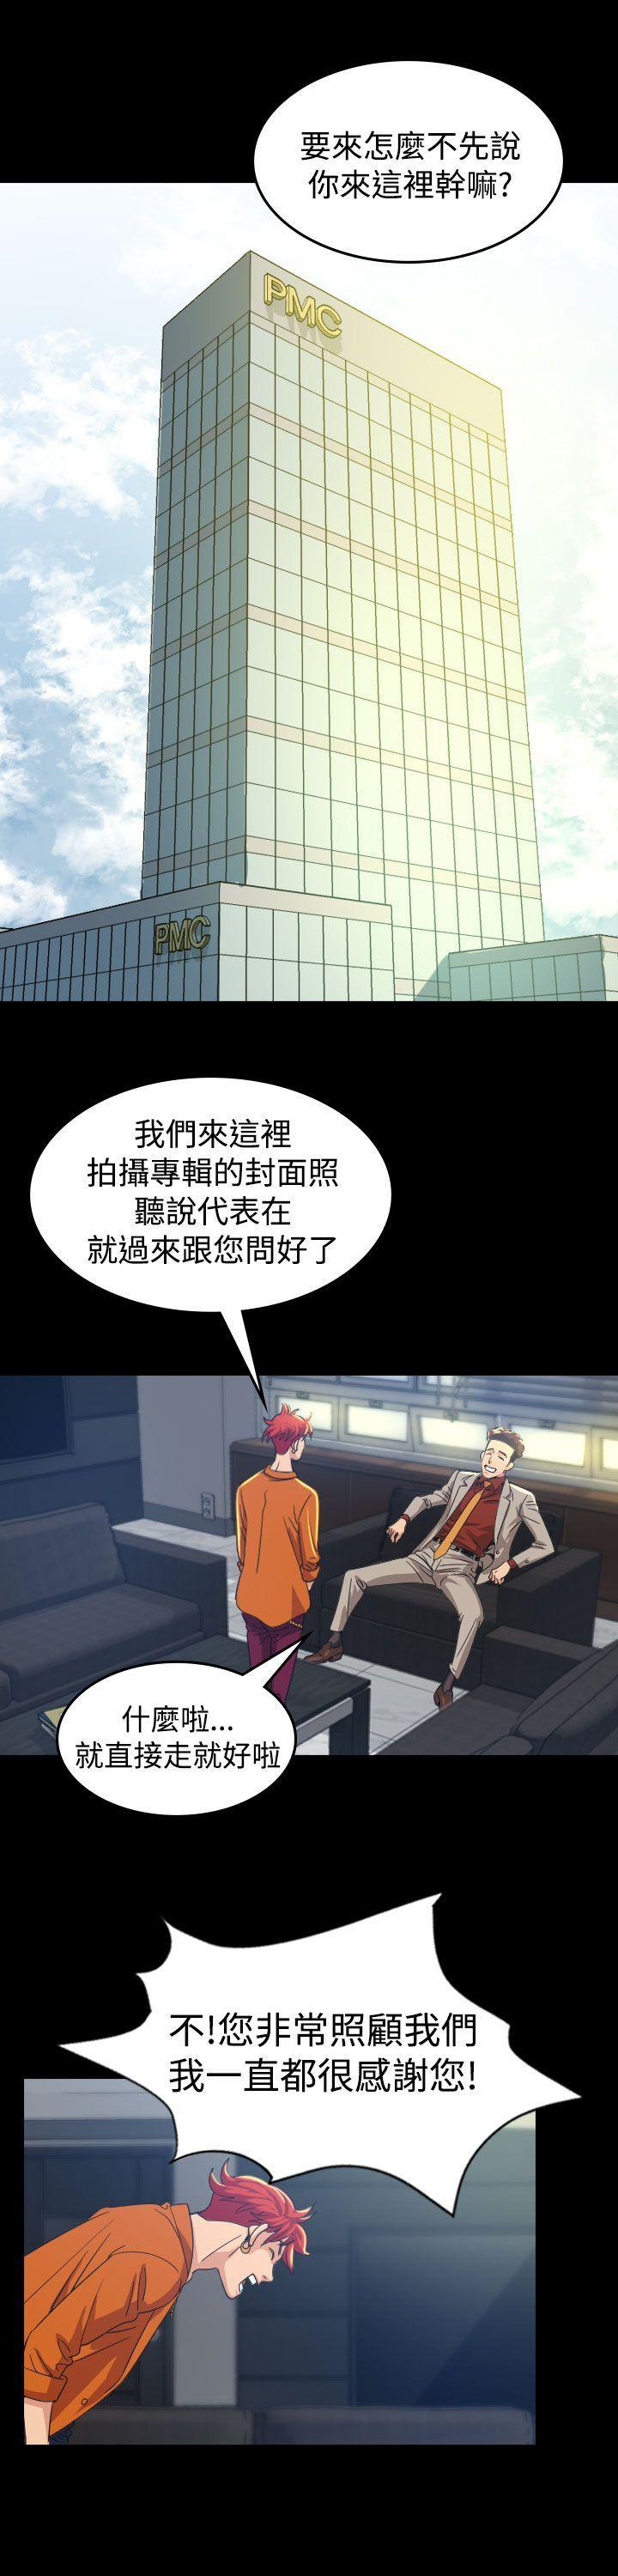 要來怎麼不先說
你來這裡幹嘛?
PMC
PMC
我們來這裡
拍攝專輯的封面照
聽說代表在
就過來跟您問好了
什麼啦...
就直接走就好啦
不!您非常照顧我們
我一直都很感謝您!